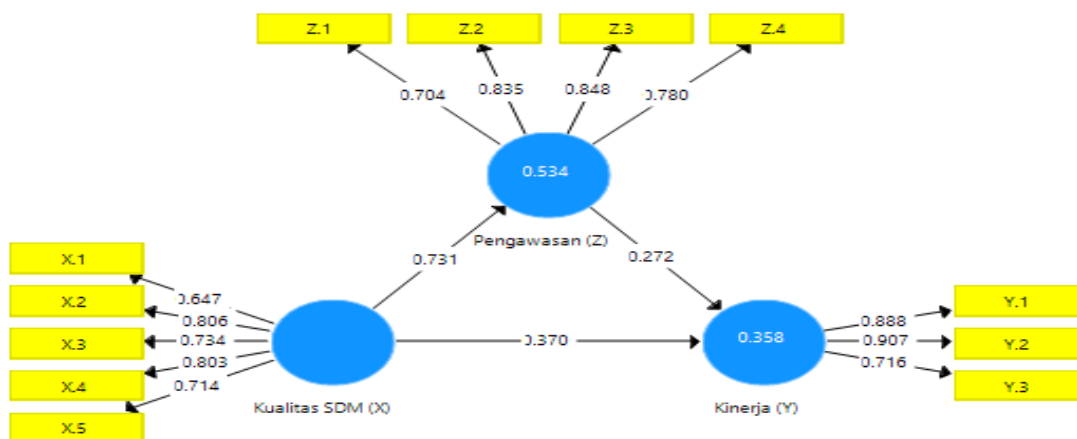 Z.1
Z.2
Z.3
Z.4
0.704
0.835
0.848
0.780
0.534
Pengawasan (Z)
0.731
0.272
X.1
X.2
X.3
X.4
X.5
0.647
0.806
0.734
0.803
0.714
Kualitas SDM (X)
0.370
0.358
Kinerja (Y)
0.888
0.907
0.716
Y.1
Y.2
Y.3